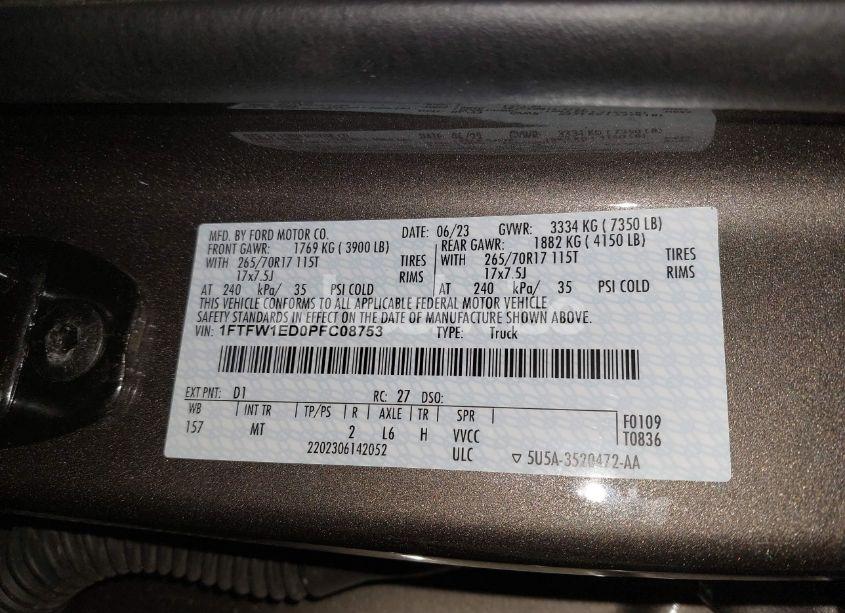 MFD. BY FORD MOTOR CO. DATE: 06/23 GVWR: 3334 KG ( 7350 LB)
FRONT GAWR: 1769 KG ( 3900 LB) REAR GAWR: 1882 KG ( 4150 LB)
WITH 265/70R17 115T TIRES WITH 265/70R17 115T TIRES
17x7.5J RIMS 17x7.5J RIMS
AT 240 kPa/ 35 PSI COLD AT 240 kPa/ 35 PSI COLD
THIS VEHICLE CONFORMS TO ALL APPLICABLE FEDERAL MOTOR VEHICLE
SAFETY STANDARDS IN EFFECT ON THE DATE OF MANUFACTURE SHOWN ABOVE.
VIN: 1FTFW1ED0PFC08753 TYPE: Truck
EXT PNT: D1 RC: 27 DSO:
WB INT TR TP/PS R AXLE TR SPR F0109
157 MT 2 L6 H VVCC T0836
2202306142052 ULC ▽ 5U5A-3520472-AA